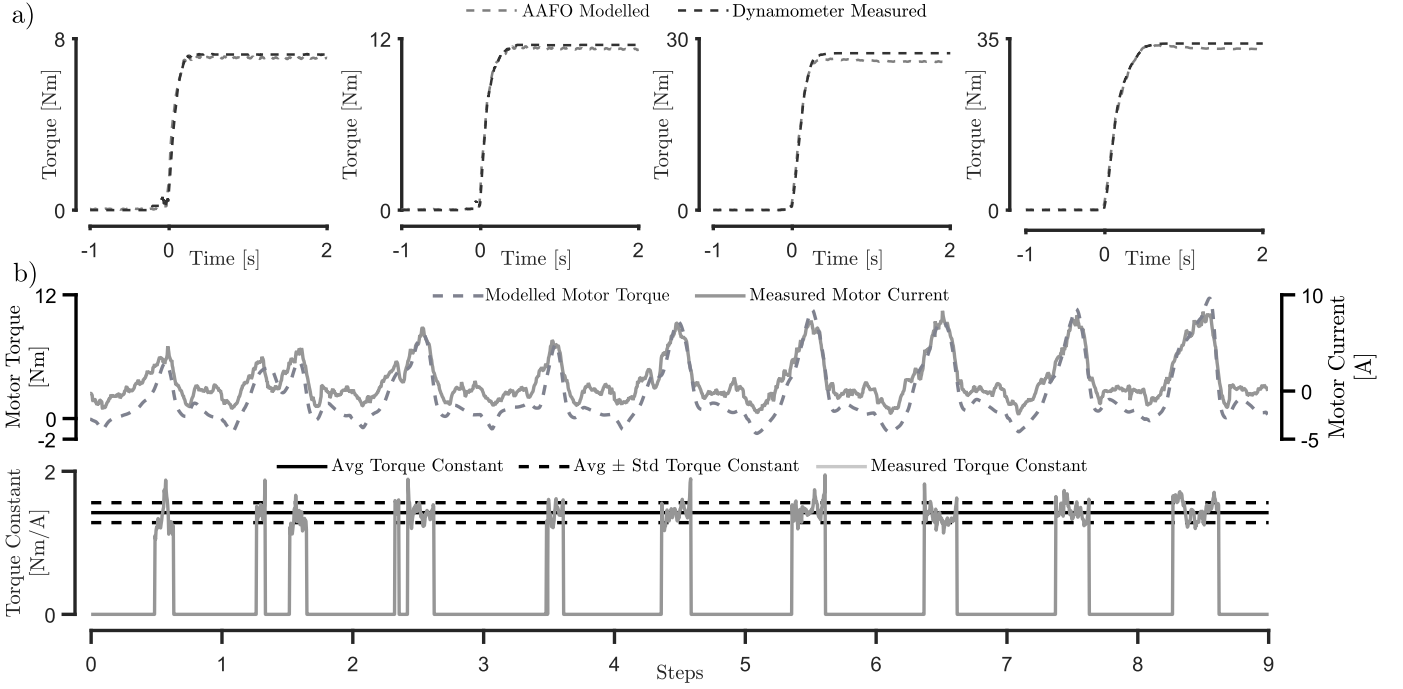 a)
AAFO Modelled
Dynamometer Measured
8
0
Torque [Nm]
-1
0
2
Time [s]
12
0
Torque [Nm]
-1
0
2
Time [s]
30
0
Torque [Nm]
-1
0
2
Time [s]
35
0
Torque [Nm]
-1
0
2
Time [s]
b)
Modelled Motor Torque
Measured Motor Current
12
0
-2
Motor Torque
[Nm]
10
0
-5
Motor Current
[A]
Avg Torque Constant
Avg ± Std Torque Constant
Measured Torque Constant
2
0
Torque Constant
[Nm/A]
0
1
2
3
4
5
6
7
8
9
Steps